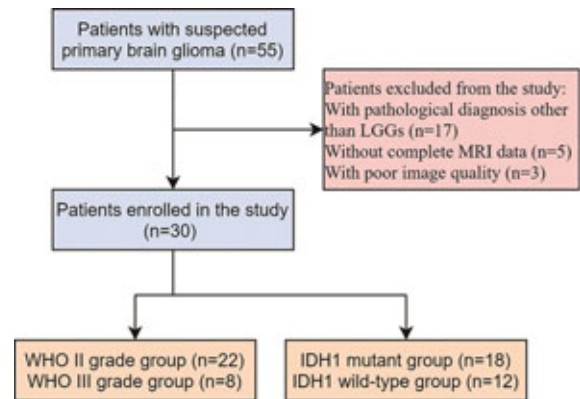 Patients with suspected
primary brain glioma (n=55)
Patients excluded from the study:
With pathological diagnosis other
than LGGs (n=17)
Without complete MRI data (n=5)
With poor image quality (n=3)
Patients enrolled in the study
(n=30)
WHO II grade group (n=22)
WHO III grade group (n=8)
IDH1 mutant group (n=18)
IDH1 wild-type group (n=12)